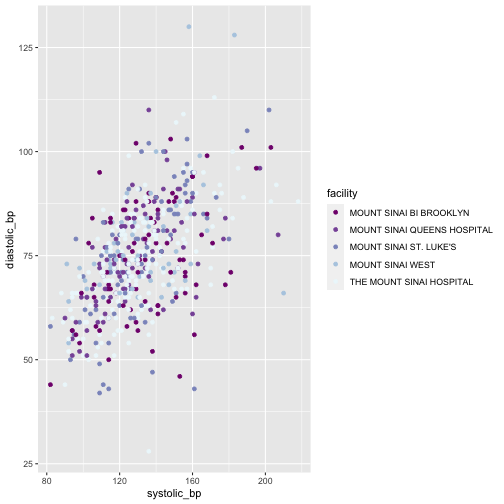 125
100
75
50
25
diastolic_bp
80
120
160
200
systolic_bp
facility
MOUNT SINAI BI BROOKLYN
MOUNT SINAI QUEENS HOSPITAL
MOUNT SINAI ST. LUKE'S
MOUNT SINAI WEST
THE MOUNT SINAI HOSPITAL